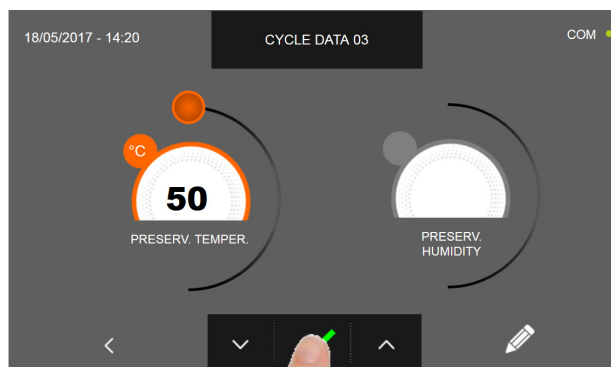 18/05/2017 - 14:20
CYCLE DATA 03
COM
°C
50
PRESERV. TEMPER.
PRESERV.
HUMIDITY